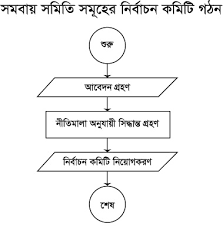 সমবায় সমিতি সমূহের নির্বাচন কমিটি গঠন
শুরু
আবেদন গ্রহণ
নীতিমালা অনুযায়ী সিদ্ধান্ত গ্রহণ
নির্বাচন কমিটি নিয়োগকরণ
শেষ